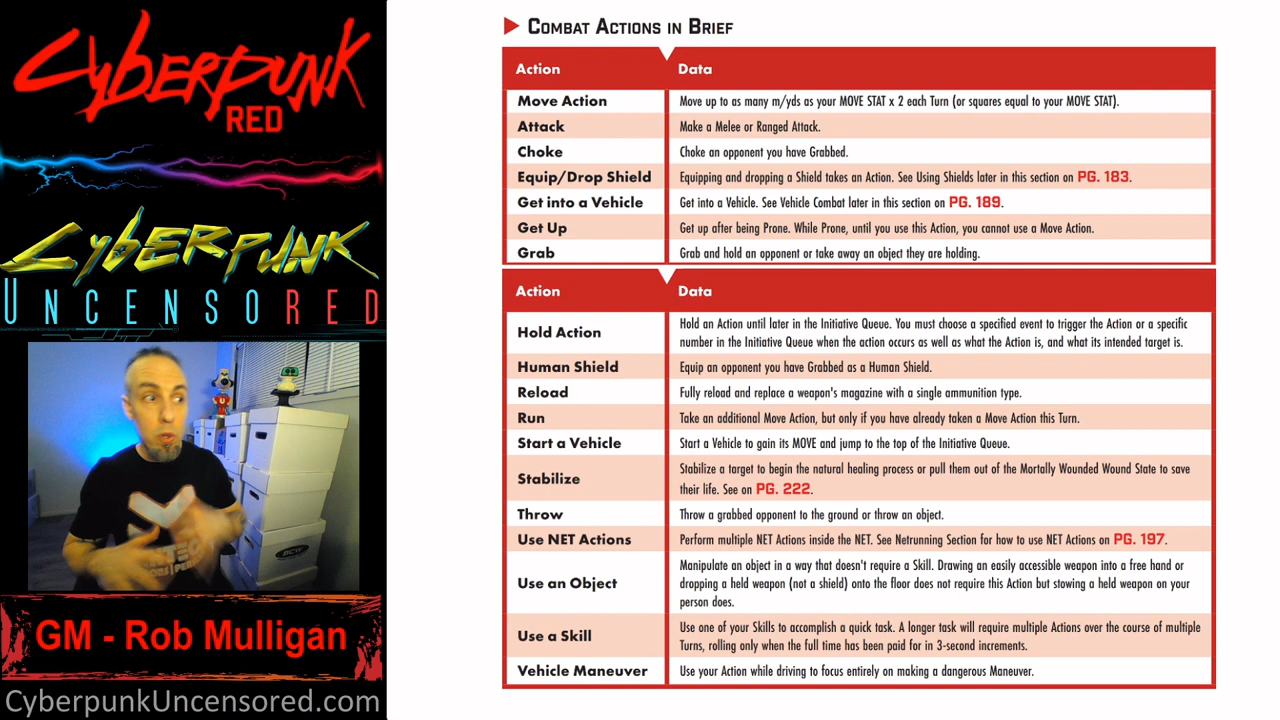 Cyberpunk
RED
Cyberpunk
UNCENSORED
BCW
GM - Rob Mulligan
CyberpunkUncensored.com
Combat Actions in Brief
Action Data
Move Action Move up to as many m/yds as your MOVE STAT x 2 each Turn (or squares equal to your MOVE STAT).
Attack Make a Melee or Ranged Attack.
Choke Choke an opponent you have Grabbed.
Equip/Drop Shield Equipping and dropping a Shield takes an Action. See Using Shields later in this section on PG. 183.
Get into a Vehicle Get into a Vehicle. See Vehicle Combat later in this section on PG. 189.
Get Up Get up after being Prone. While Prone, until you use this Action, you cannot use a Move Action.
Grab Grab and hold an opponent or take away an object they are holding.
Action Data
Hold Action Hold an Action until later in the Initiative Queue. You must choose a specified event to trigger the Action or a specific
number in the Initiative Queue when the action occurs as well as what the Action is, and what its intended target is.
Human Shield Equip an opponent you have Grabbed as a Human Shield.
Reload Fully reload and replace a weapon's magazine with a single ammunition type.
Run Take an additional Move Action, but only if you have already taken a Move Action this Turn.
Start a Vehicle Start a Vehicle to gain its MOVE and jump to the top of the Initiative Queue.
Stabilize Stabilize a target to begin the natural healing process or pull them out of the Mortally Wounded Wound State to save
their life. See on PG. 222.
Throw Throw a grabbed opponent to the ground or throw an object.
Use NET Actions Perform multiple NET Actions inside the NET. See Netrunning Section for how to use NET Actions on PG. 197.
Use an Object Manipulate an object in a way that doesn't require a Skill. Drawing an easily accessible weapon into a free hand or
dropping a held weapon (not a shield) onto the floor does not require this Action but stowing a held weapon on your
person does.
Use a Skill Use one of your Skills to accomplish a quick task. A longer task will require multiple Actions over the course of multiple
Turns, rolling only when the full time has been paid for in 3-second increments.
Vehicle Maneuver Use your Action while driving to focus entirely on making a dangerous Maneuver.